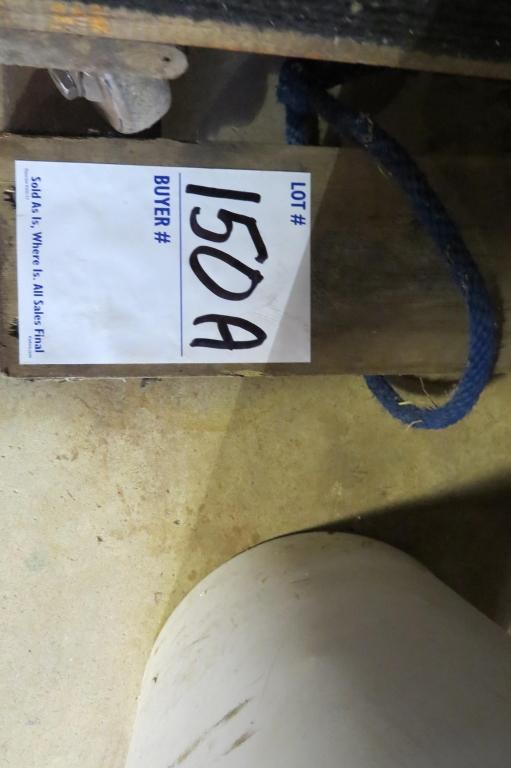 LOT #
150A
BUYER #
Sold As Is, Where Is. All Sales Final